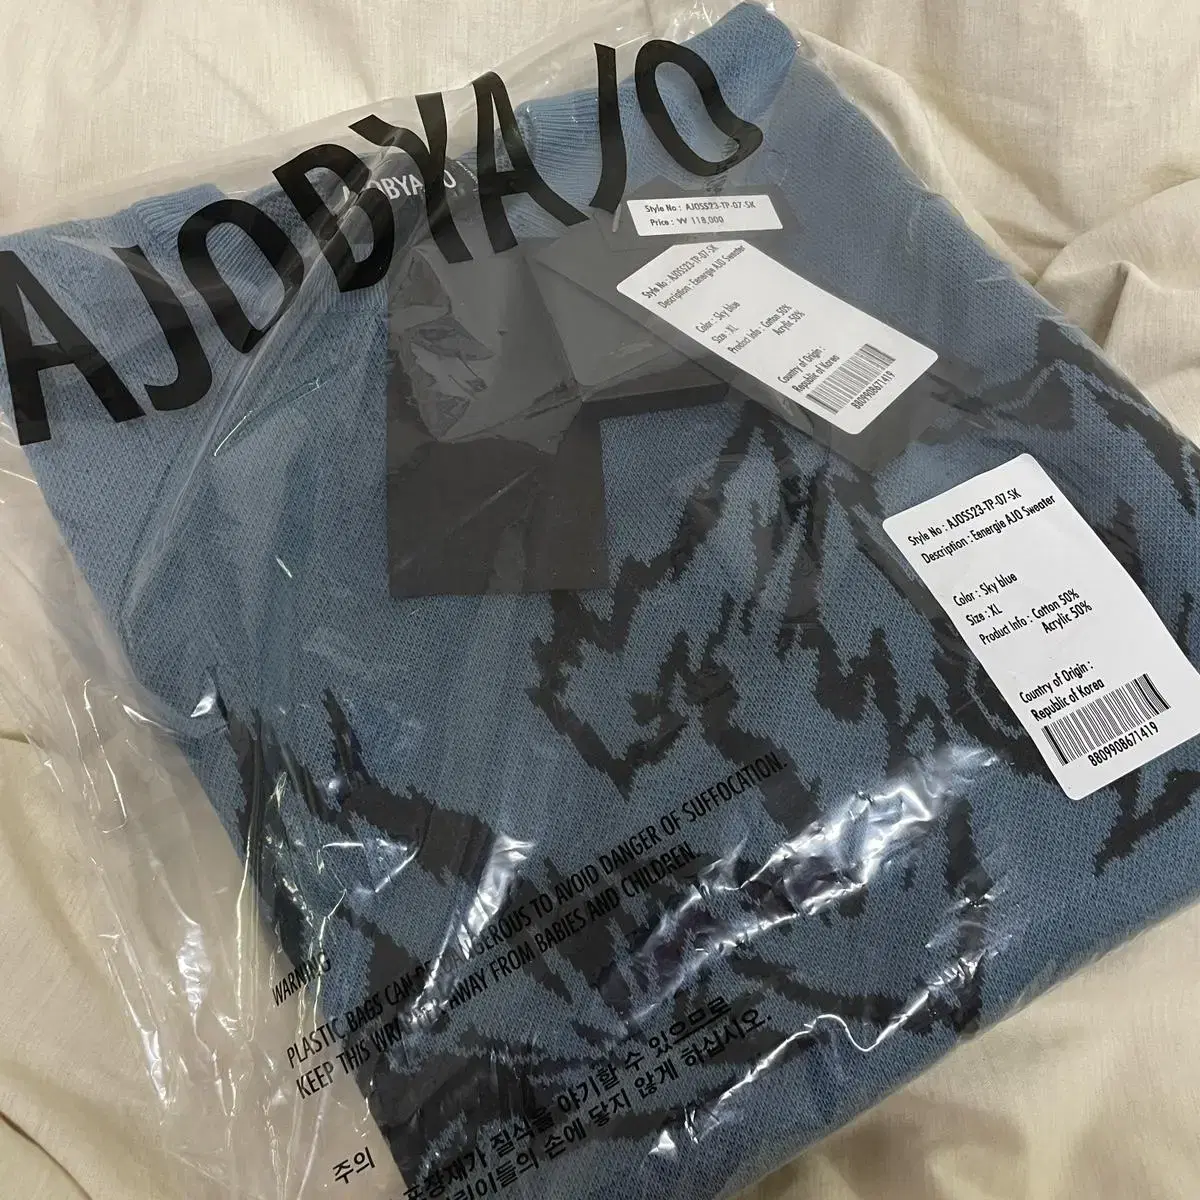 AJOBYAJO
AJOBYAJO
Style No : AJOSS23-TP-07-SK
Price : ₩ 118,000
Style No : AJOSS23-TP-07-SK
Description : Eenergie AJO Sweater
Color : Sky blue
Size : XL
Product Info : Cotton 50%
Acrylic 50%
Country of Origin :
Republic of Korea
8809908671419
Style No : AJOSS23-TP-07-SK
Description : Eenergie AJO Sweater
Color : Sky blue
Size : XL
Product Info : Cotton 50%
Acrylic 50%
Country of Origin :
Republic of Korea
8809908671419
WARNING
PLASTIC BAGS CAN BE DANGEROUS TO AVOID DANGER OF SUFFOCATION.
KEEP THIS WRAPPER AWAY FROM BABIES AND CHILDREN.
주의
포장재가 질식을 야기할 수 있으므로
어린이들의 손에 닿지 않게 하십시오.